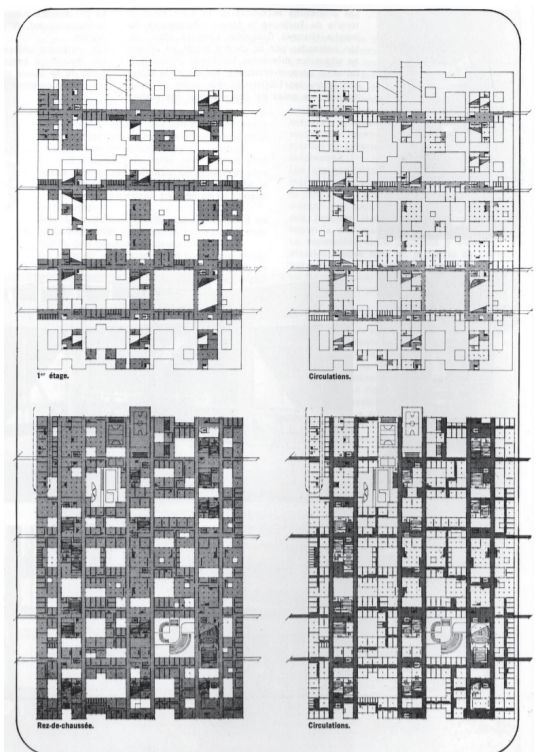 1er étage.
Circulations.
Rez-de-chaussée.
Circulations.